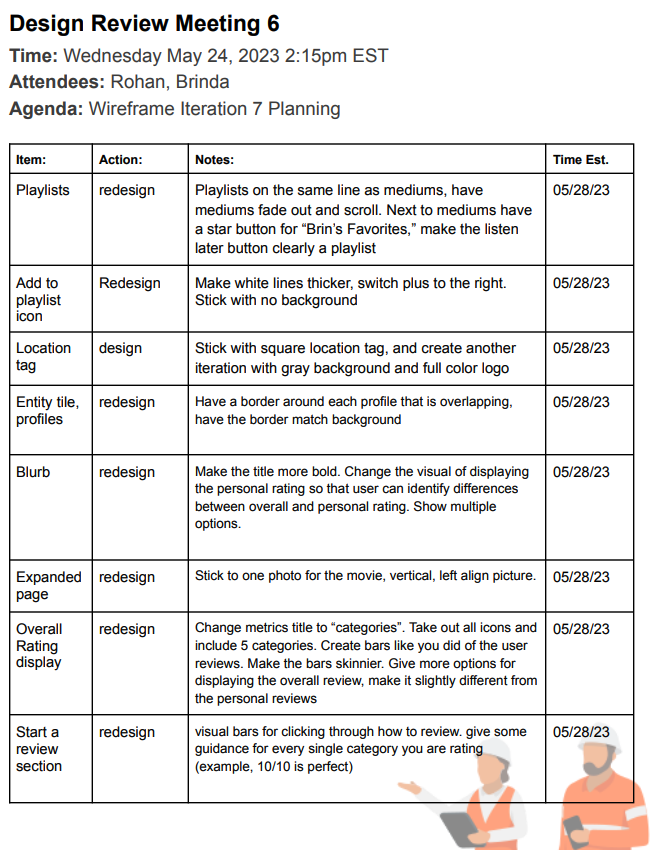 Design Review Meeting 6
Time: Wednesday May 24, 2023 2:15pm EST
Attendees: Rohan, Brinda
Agenda: Wireframe Iteration 7 Planning
Item: Action: Notes: Time Est.
Playlists redesign Playlists on the same line as mediums, have 05/28/23
mediums fade out and scroll. Next to mediums have
a star button for “Brin’s Favorites,” make the listen
later button clearly a playlist
Add to Redesign Make white lines thicker, switch plus to the right. 05/28/23
playlist Stick with no background
icon
Location design Stick with square location tag, and create another 05/28/23
tag iteration with gray background and full color logo
Entity tile, redesign Have a border around each profile that is overlapping, 05/28/23
profiles have the border match background
Blurb redesign Make the title more bold. Change the visual of displaying 05/28/23
the personal rating so that user can identify differences
between overall and personal rating. Show multiple
options.
Expanded redesign Stick to one photo for the movie, vertical, left align picture. 05/28/23
page
Overall redesign Change metrics title to “categories”. Take out all icons and 05/28/23
Rating include 5 categories. Create bars like you did of the user
display reviews. Make the bars skinnier. Give more options for
displaying the overall review, make it slightly different from
the personal reviews
Start a redesign visual bars for clicking through how to review. give some 05/28/23
review guidance for every single category you are rating
section (example, 10/10 is perfect)